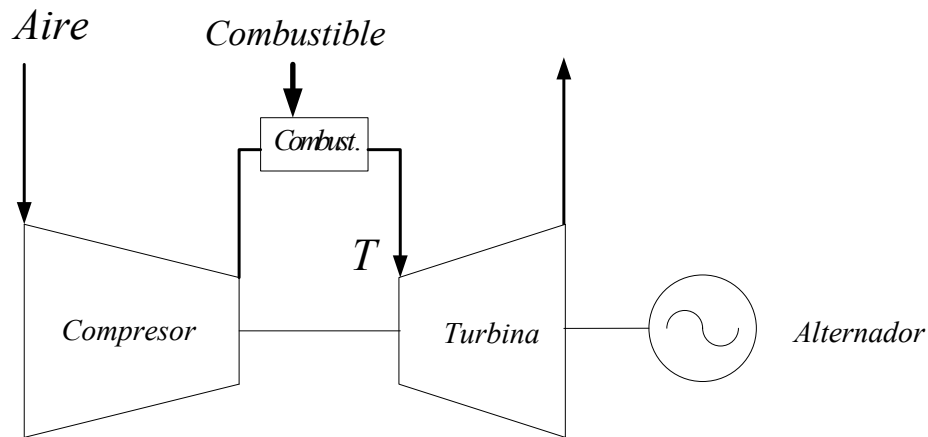 Aire
Combustible
Combust.
T
Compresor
Turbina
Alternador